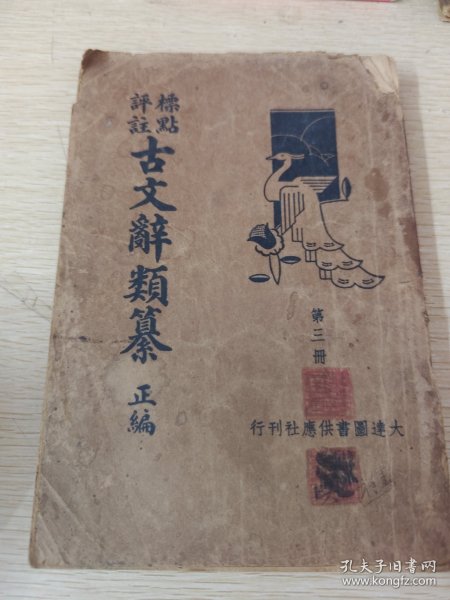 標點
評註
古文辭類纂
正編
第三冊
大達圖書供應社刊行
孔夫子旧书网
www.kongfz.com